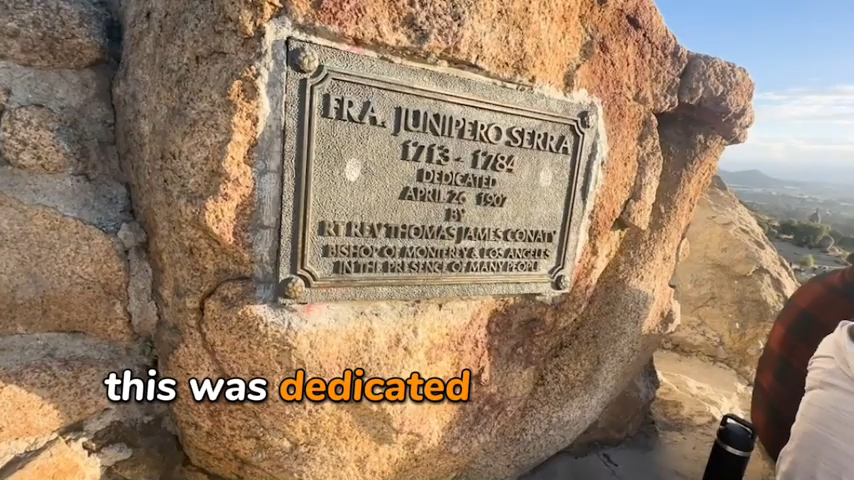 FRA. JUNIPERO SERRA
1713 - 1784
DEDICATED
APRIL 26 1907
BY
RT REV THOMAS JAMES CONATY
BISHOP OF MONTEREY & LOS ANGELES
IN THE PRESENCE OF MANY PEOPLE
this was dedicated